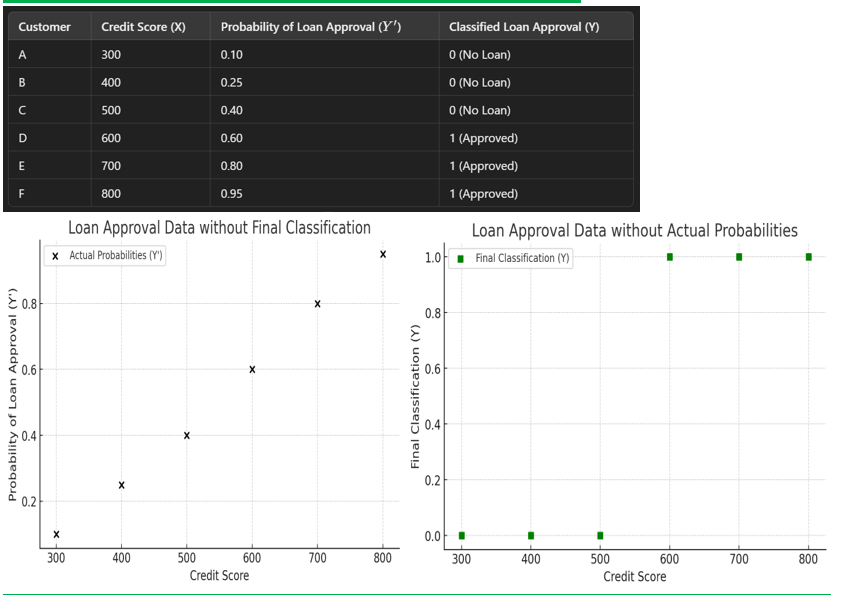 Customer Credit Score (X) Probability of Loan Approval (Y′) Classified Loan Approval (Y)
A 300 0.10 0 (No Loan)
B 400 0.25 0 (No Loan)
C 500 0.40 0 (No Loan)
D 600 0.60 1 (Approved)
E 700 0.80 1 (Approved)
F 800 0.95 1 (Approved)
Loan Approval Data without Final Classification
Actual Probabilities (Y')
Probability of Loan Approval (Y')
0.8
0.6
0.4
0.2
300 400 500 600 700 800
Credit Score
Loan Approval Data without Actual Probabilities
Final Classification (Y)
Final Classification (Y)
1.0
0.8
0.6
0.4
0.2
0.0
300 400 500 600 700 800
Credit Score